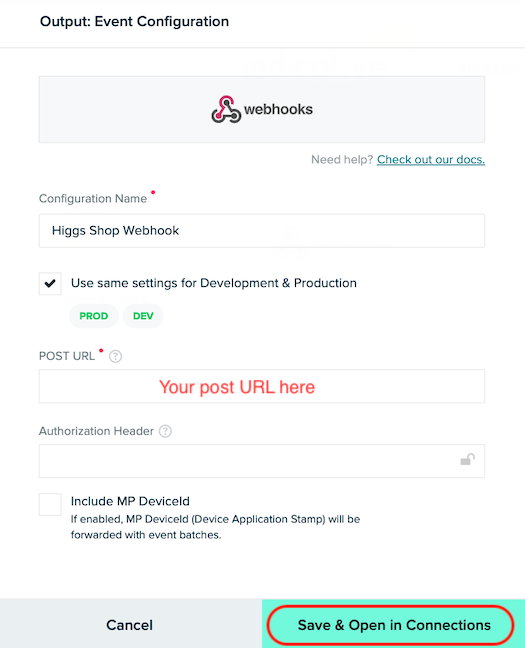 Output: Event Configuration
webhooks
Need help? Check out our docs.
Configuration Name *
Higgs Shop Webhook
Use same settings for Development & Production
PROD DEV
POST URL * ?
Your post URL here
Authorization Header ?
Include MP DeviceId
If enabled, MP DeviceId (Device Application Stamp) will be
forwarded with event batches.
Cancel Save & Open in Connections